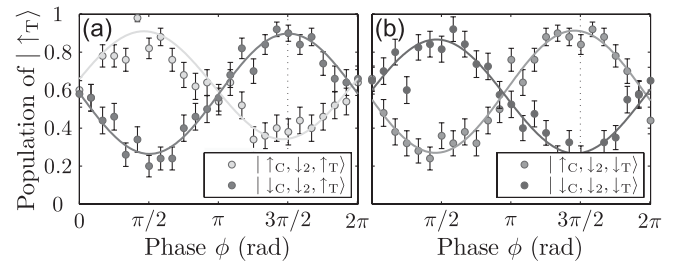 (a)
(b)
Population of |↑T⟩
1
0.8
0.6
0.4
0.2
0
|↑C,↓2,↑T⟩
|↓C,↓2,↑T⟩
|↑C,↓2,↓T⟩
|↓C,↓2,↓T⟩
0 π/2 π 3π/2 2π π/2 π 3π/2 2π
Phase ϕ (rad) Phase ϕ (rad)